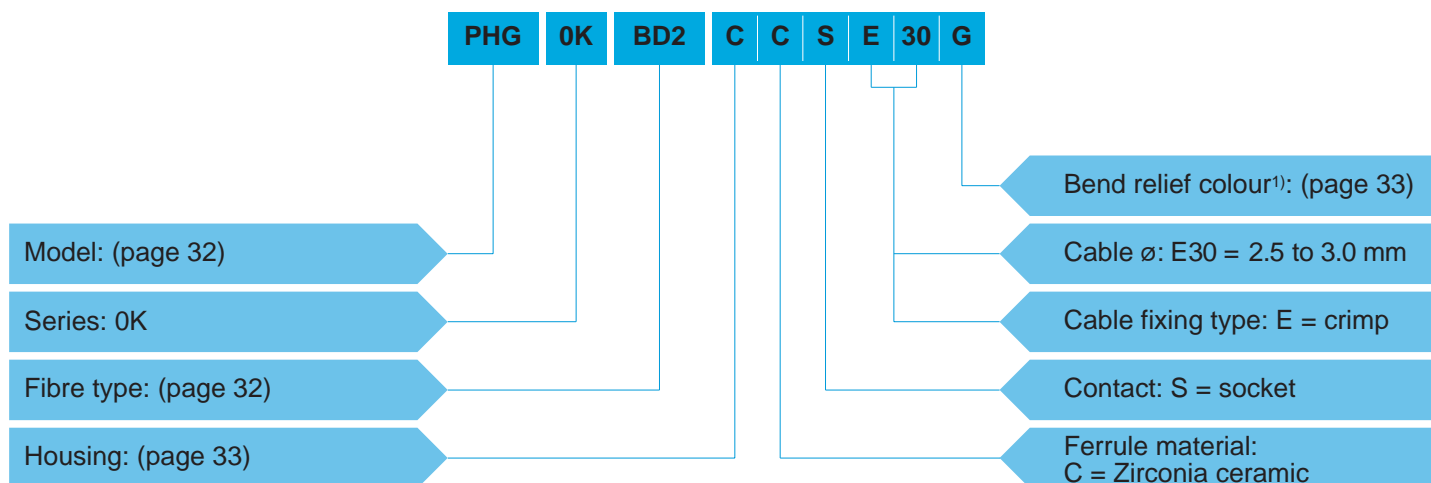 PHG 0K BD2 C C S E 30 G
Bend relief colour1): (page 33)
Model: (page 32)
Cable ø: E30 = 2.5 to 3.0 mm
Series: 0K
Cable fixing type: E = crimp
Fibre type: (page 32)
Contact: S = socket
Housing: (page 33)
Ferrule material:
C = Zirconia ceramic